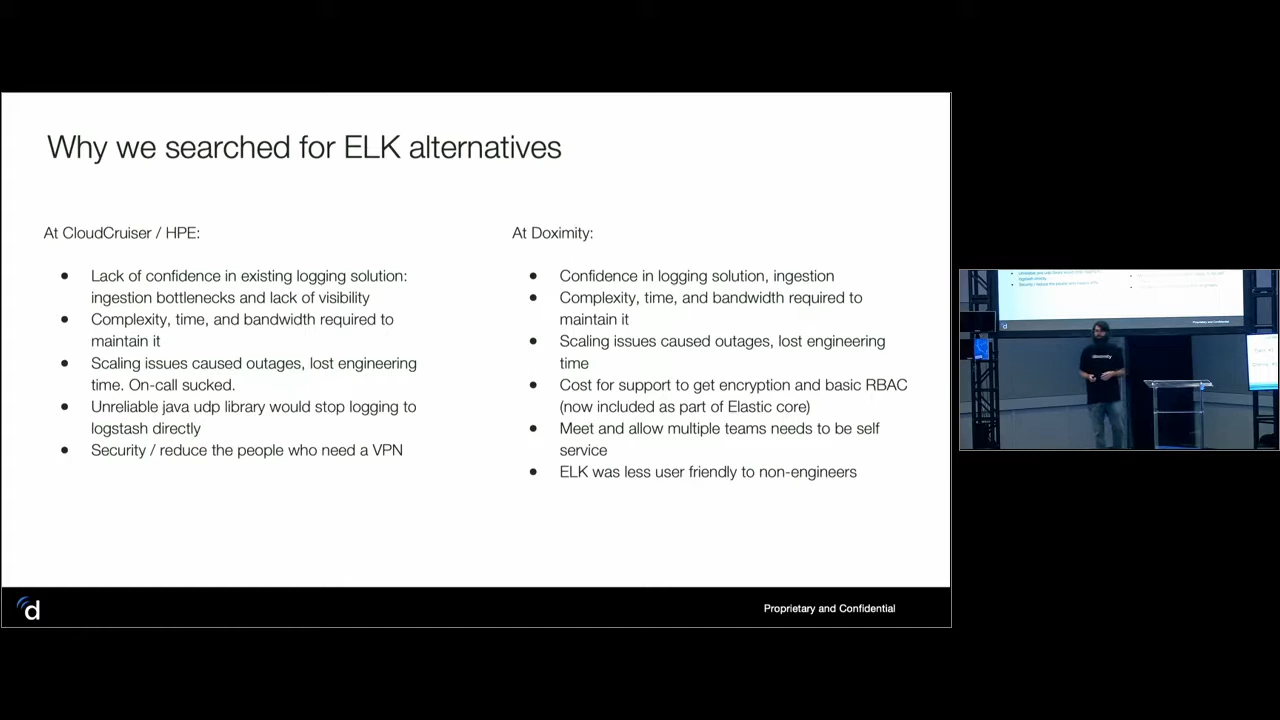 Why we searched for ELK alternatives
At CloudCruiser / HPE:
● Lack of confidence in existing logging solution:
ingestion bottlenecks and lack of visibility
● Complexity, time, and bandwidth required to
maintain it
● Scaling issues caused outages, lost engineering
time. On-call sucked.
● Unreliable java udp library would stop logging to
logstash directly
● Security / reduce the people who need a VPN
At Doximity:
● Confidence in logging solution, ingestion
● Complexity, time, and bandwidth required to
maintain it
● Scaling issues caused outages, lost engineering
time
● Cost for support to get encryption and basic RBAC
(now included as part of Elastic core)
● Meet and allow multiple teams needs to be self
service
● ELK was less user friendly to non-engineers
d
Proprietary and Confidential